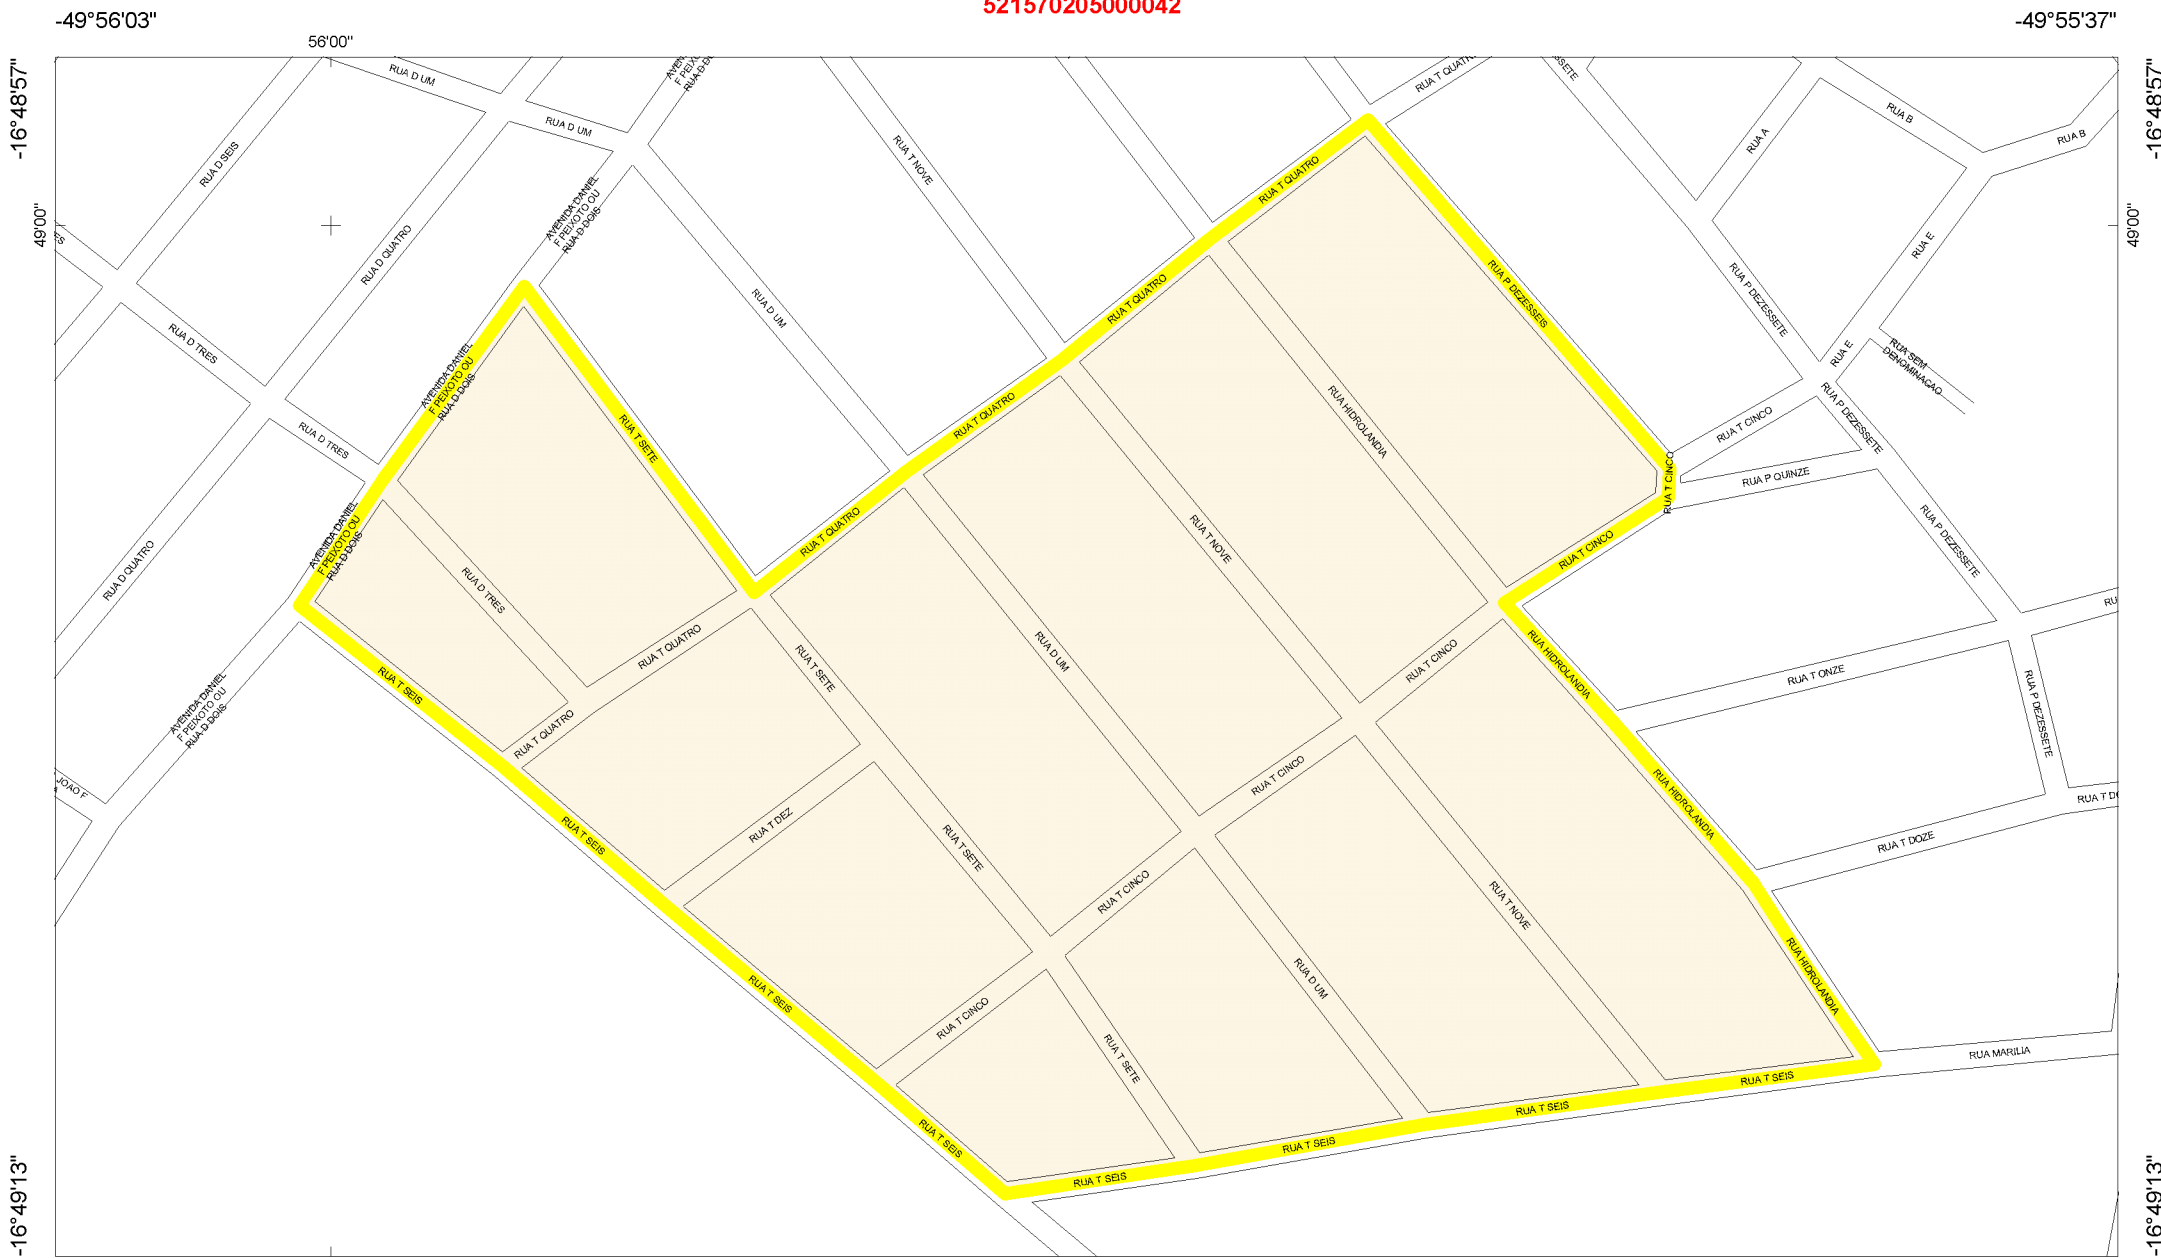 521570205000042
-49°56'03"
-49°55'37"
56'00"
-16°48'57"
-16°48'57"
49'00"
49'00"
-16°49'13"
-16°49'13"
RUA D UM
RUA D UM
AVENIDA DANIEL
F PEIXOTO OU
RUA D DOIS
RUA D SEIS
RUA D QUATRO
RUA T NOVE
RUA D UM
RUA T QUATRO
RUA T QUATRO
RUA T QUATRO
RUA T QUATRO
RUA A
RUA B
RUA B
RUA E
RUA E
RUA P DEZESSEIS
RUA P DEZESSETE
RUA SEM
DENOMINACAO
RUA D TRES
RUA D TRES
AVENIDA DANIEL
F PEIXOTO OU
RUA D DOIS
RUA T SETE
RUA HIDROLANDIA
RUA T CINCO
RUA P DEZESSETE
RUA T CINCO
RUA P QUINZE
RUA D QUATRO
AVENIDA DANIEL
F PEIXOTO OU
RUA D DOIS
RUA T NOVE
RUA T CINCO
RUA P DEZESSETE
RUA D TRES
RUA T QUATRO
RUA T SETE
RUA D UM
RUA T CINCO
RUA HIDROLANDIA
RUA T ONZE
RUA P DEZESSETE
RUA T SEIS
AVENIDA DANIEL
F PEIXOTO OU
RUA D DOIS
RUA T QUATRO
JOAO F
RUA T SEIS
RUA T DEZ
RUA T SETE
RUA T CINCO
RUA HIDROLANDIA
RUA T DOZE
RUA T CINCO
RUA T NOVE
RUA T SEIS
RUA T CINCO
RUA D UM
RUA HIDROLANDIA
RUA T SETE
RUA MARILIA
RUA T SEIS
RUA T SEIS
RUA T SEIS
RUA T SEIS
RUA T SEIS